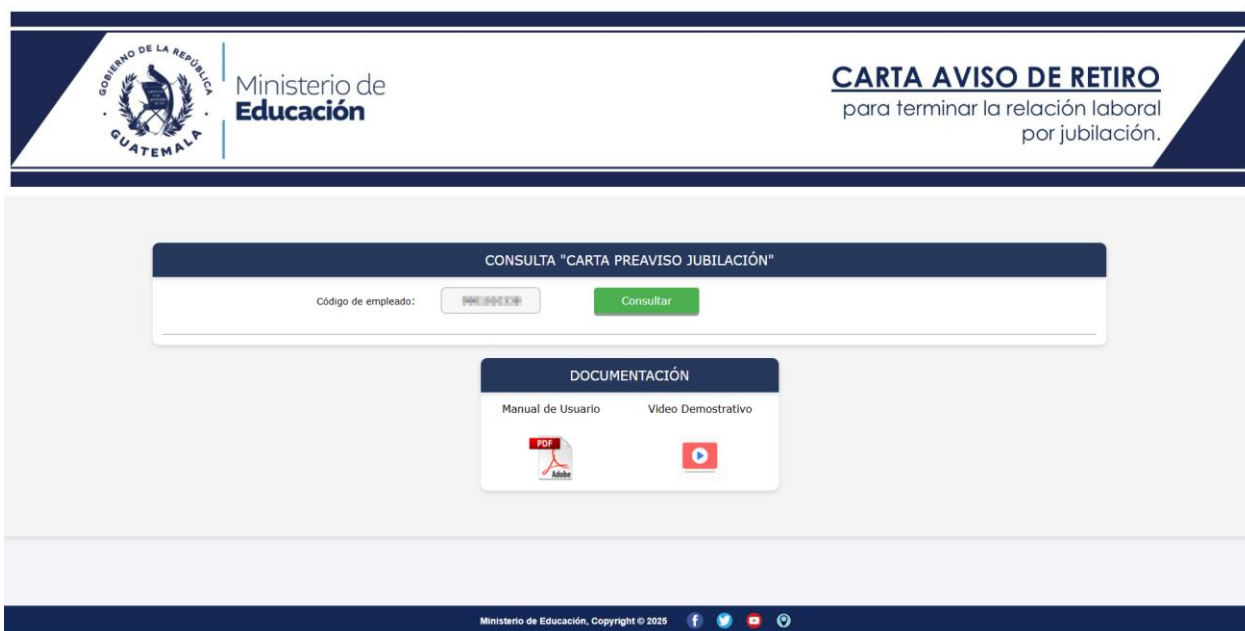 GOBIERNO DE LA REPÚBLICA
GUATEMALA
Ministerio de
Educación
CARTA AVISO DE RETIRO
para terminar la relación laboral
por jubilación.
CONSULTA "CARTA PREAVISO JUBILACIÓN"
Código de empleado:
Consultar
DOCUMENTACIÓN
Manual de Usuario
Video Demostrativo
PDF
Adobe
Ministerio de Educación, Copyright © 2025